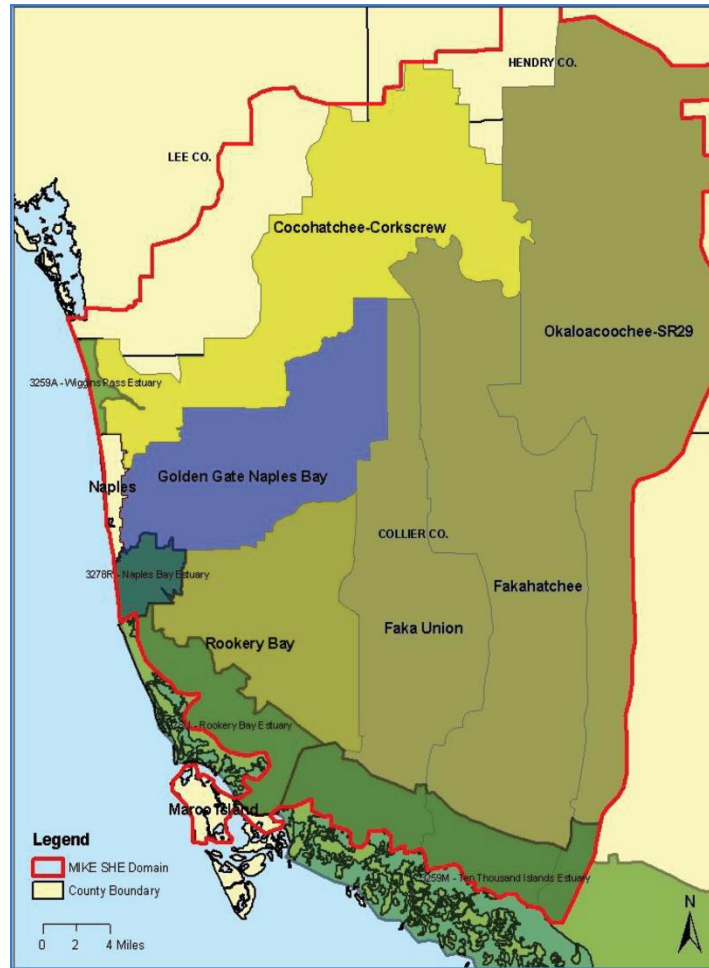 HENDRY CO.
LEE CO.
Cocohatchee-Corkscrew
Okaloacoochee-SR29
3259A - Wiggins Pass Estuary
Golden Gate Naples Bay
Naples
COLLIER CO.
3278R - Naples Bay Estuary
Fakahatchee
Faka Union
Rookery Bay
- Rookery Bay Estuary
Marco Island
Legend
MIKE SHE Domain
County Boundary
3259M - Ten Thousand Islands Estuary
N
0 2 4 Miles